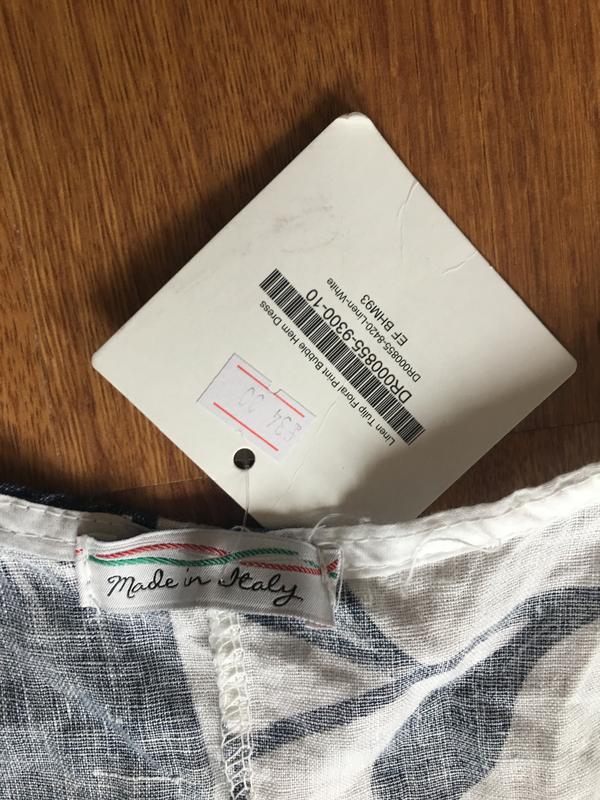 Linen Tulip Floral Print Bubble Hem Dress
DR000855-9300-10
DR000855-8420-Linen-White
EF BHM93
£34.00
Made in Italy